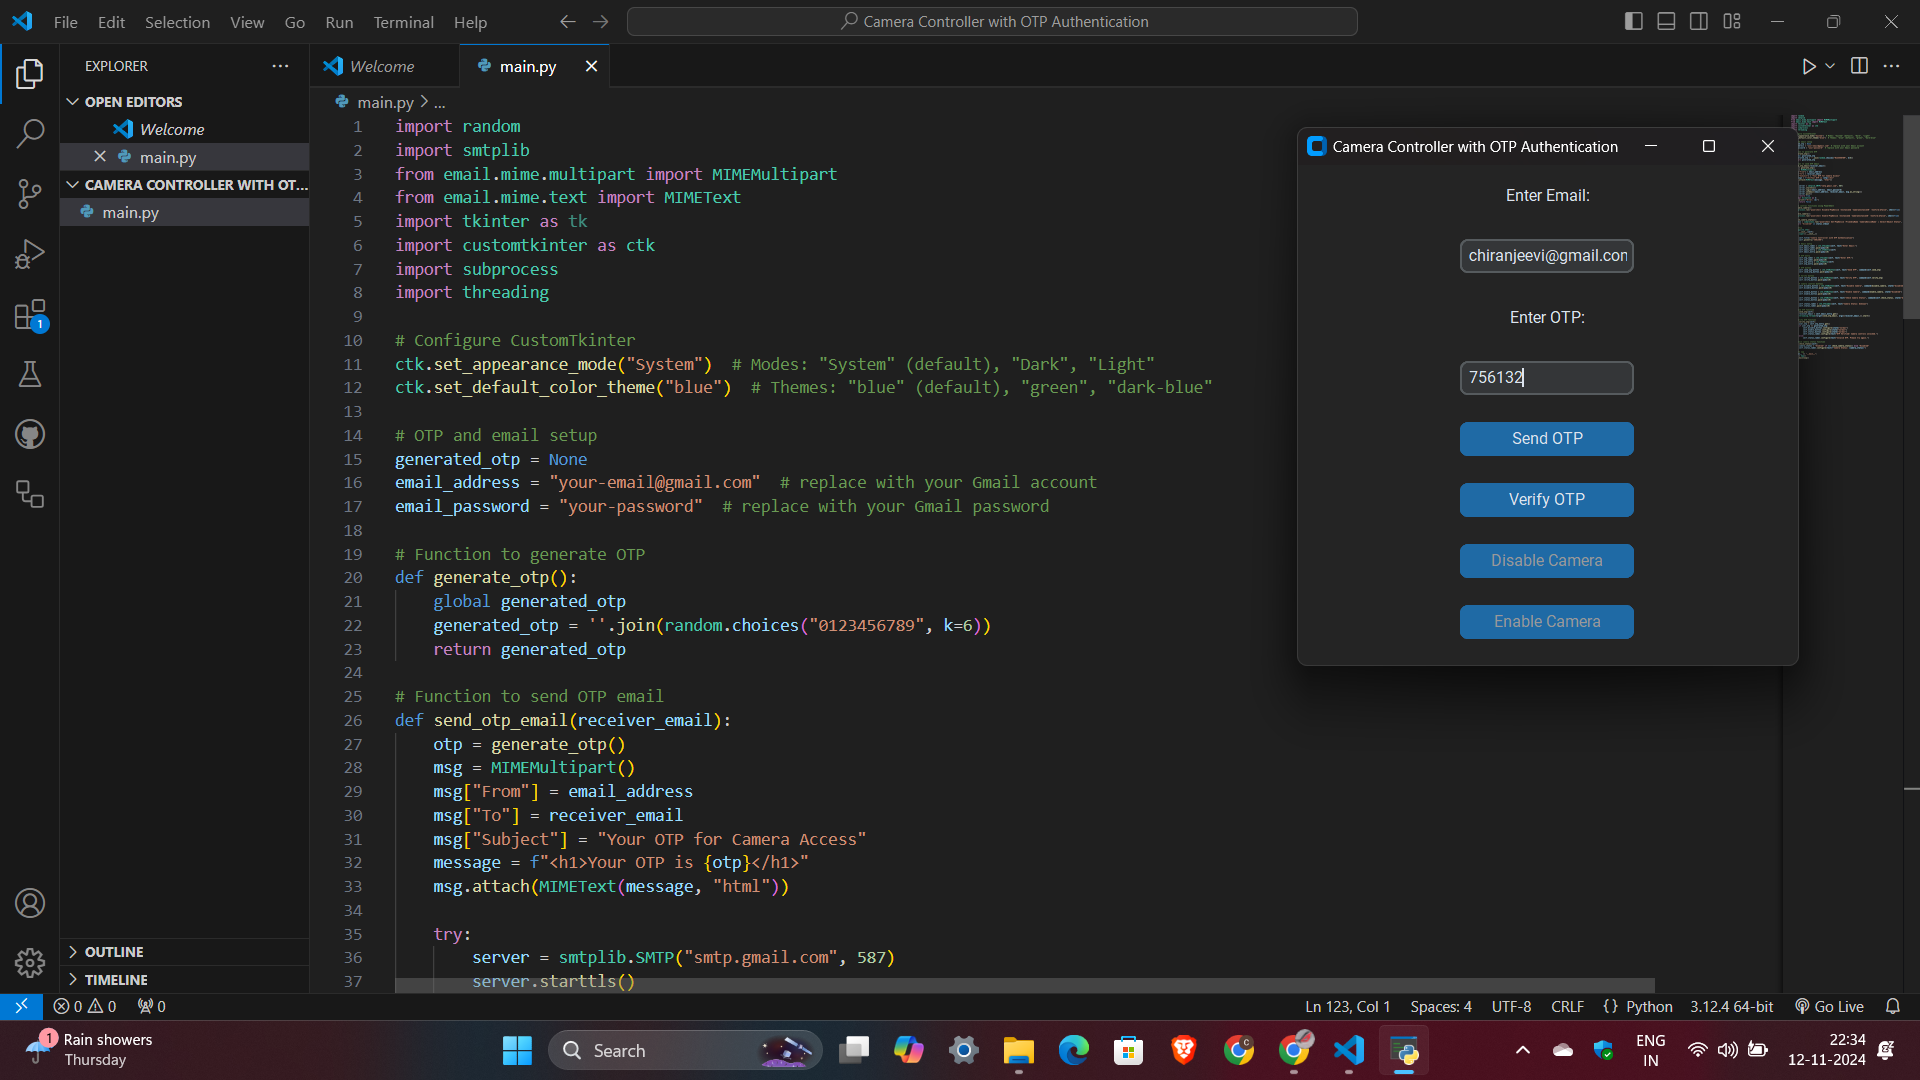 File Edit Selection View Go Run Terminal Help
Camera Controller with OTP Authentication
EXPLORER
OPEN EDITORS
Welcome
main.py
CAMERA CONTROLLER WITH OT...
main.py
1
OUTLINE
TIMELINE
Welcome
main.py
main.py > ...
1 import random
2 import smtplib
3 from email.mime.multipart import MIMEMultipart
4 from email.mime.text import MIMEText
5 import tkinter as tk
6 import customtkinter as ctk
7 import subprocess
8 import threading
9
10 # Configure CustomTkinter
11 ctk.set_appearance_mode("System")  # Modes: "System" (default), "Dark", "Light"
12 ctk.set_default_color_theme("blue")  # Themes: "blue" (default), "green", "dark-blue"
13
14 # OTP and email setup
15 generated_otp = None
16 email_address = "your-email@gmail.com"  # replace with your Gmail account
17 email_password = "your-password"  # replace with your Gmail password
18
19 # Function to generate OTP
20 def generate_otp():
21     global generated_otp
22     generated_otp = ''.join(random.choices("0123456789", k=6))
23     return generated_otp
24
25 # Function to send OTP email
26 def send_otp_email(receiver_email):
27     otp = generate_otp()
28     msg = MIMEMultipart()
29     msg["From"] = email_address
30     msg["To"] = receiver_email
31     msg["Subject"] = "Your OTP for Camera Access"
32     message = f"<h1>Your OTP is {otp}</h1>"
33     msg.attach(MIMEText(message, "html"))
34
35     try:
36         server = smtplib.SMTP("smtp.gmail.com", 587)
37         server.starttls()
Camera Controller with OTP Authentication
Enter Email:
chiranjeevi@gmail.con
Enter OTP:
756132
Send OTP
Verify OTP
Disable Camera
Enable Camera
0 0 0
Ln 123, Col 1 Spaces: 4 UTF-8 CRLF {} Python 3.12.4 64-bit Go Live
1
Rain showers
Thursday
Search
ENG
IN
22:34
12-11-2024